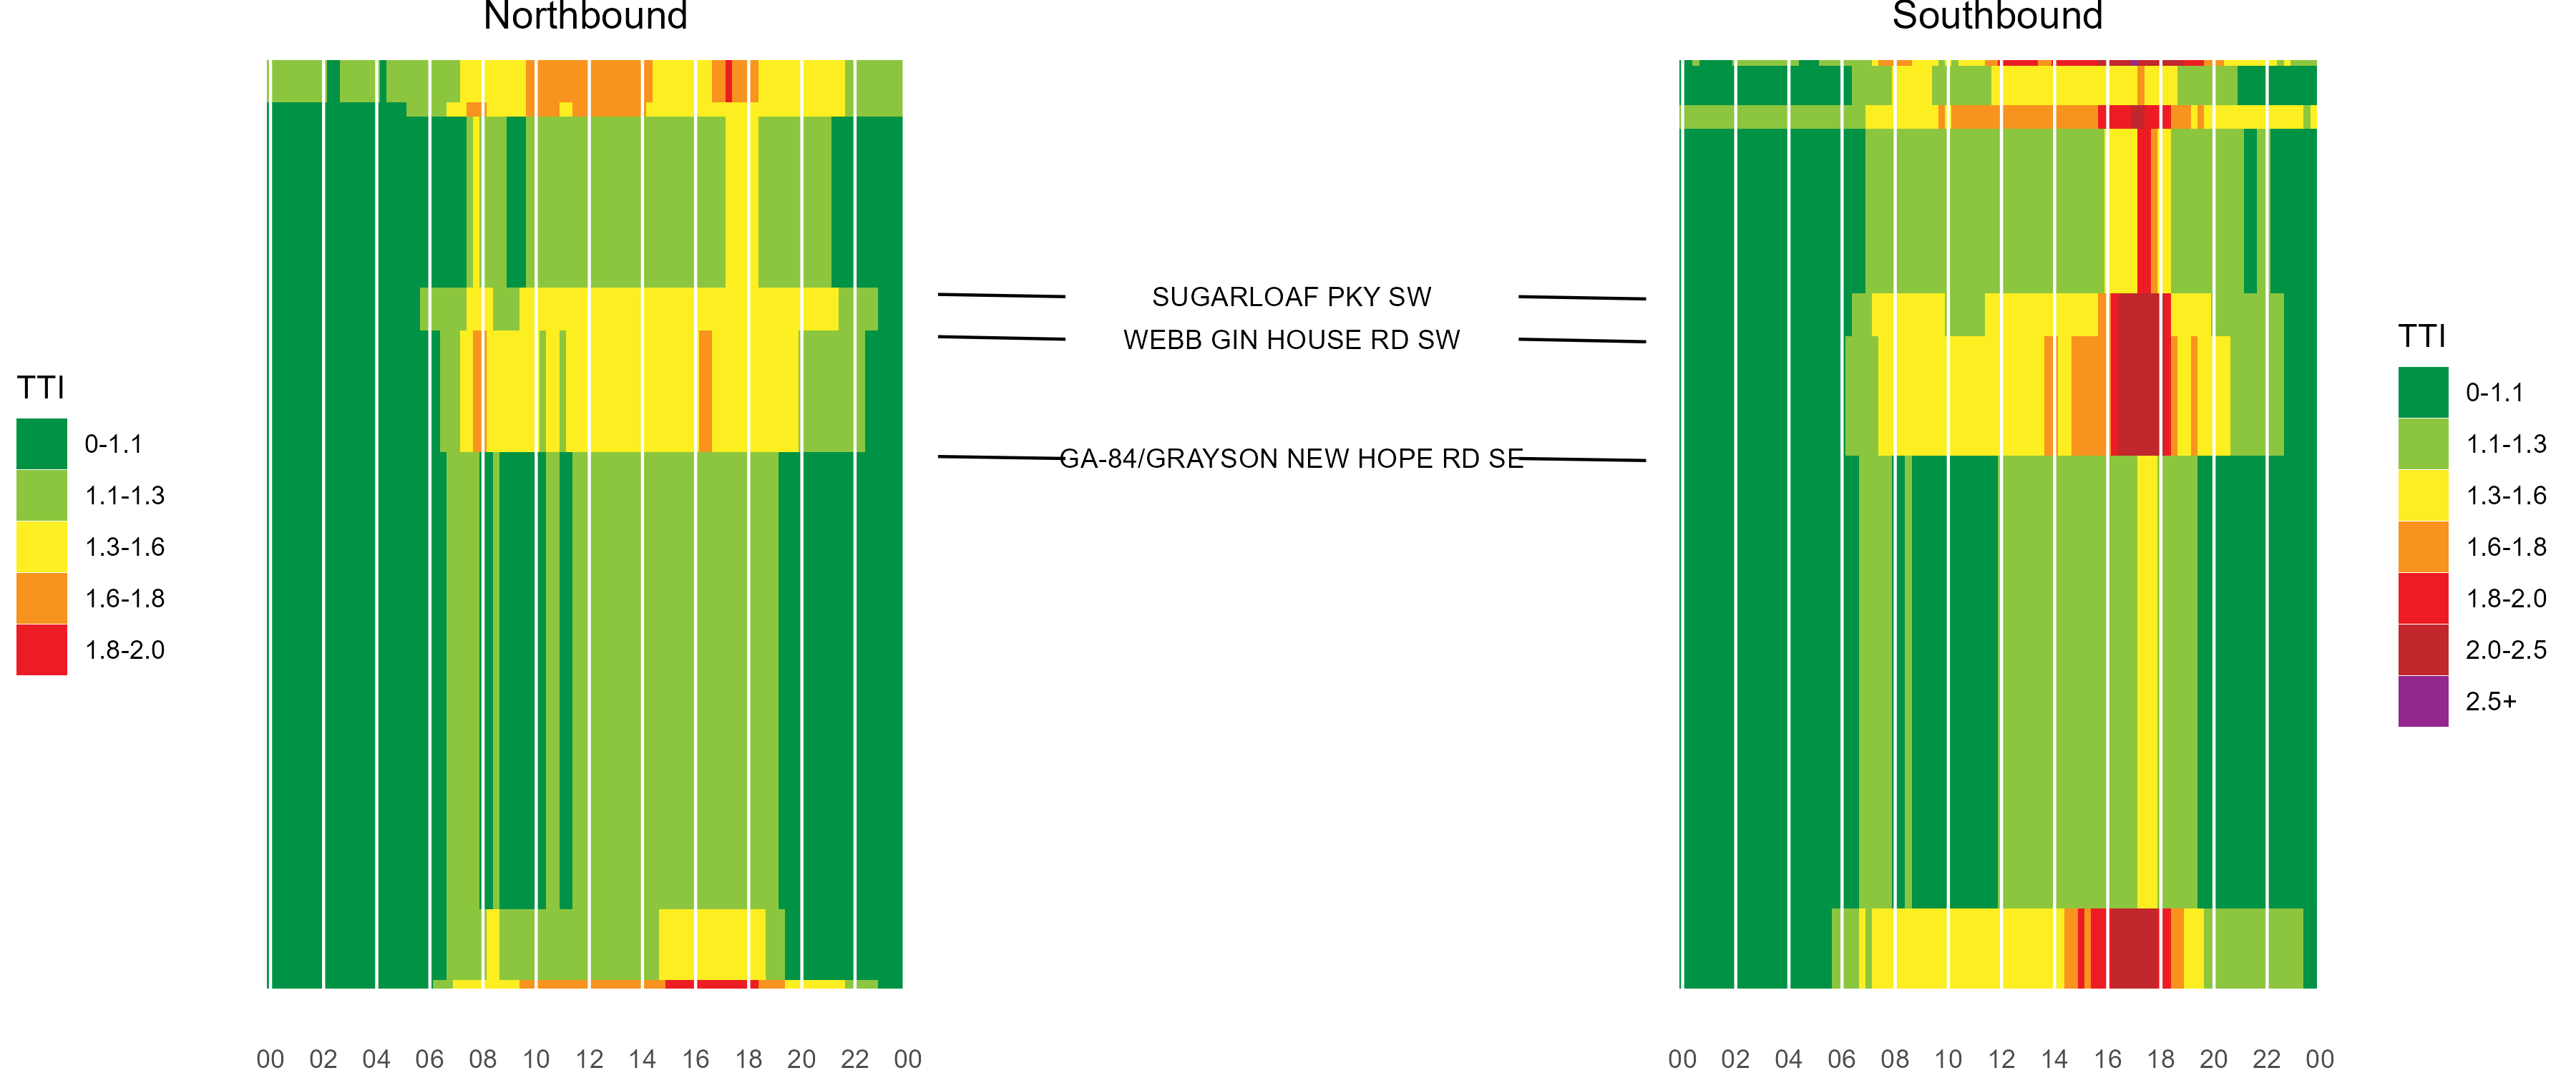 Northbound
Southbound
SUGARLOAF PKY SW
WEBB GIN HOUSE RD SW
GA-84/GRAYSON NEW HOPE RD SE
TTI
0-1.1
1.1-1.3
1.3-1.6
1.6-1.8
1.8-2.0
TTI
0-1.1
1.1-1.3
1.3-1.6
1.6-1.8
1.8-2.0
2.0-2.5
2.5+
00 02 04 06 08 10 12 14 16 18 20 22 00
00 02 04 06 08 10 12 14 16 18 20 22 00